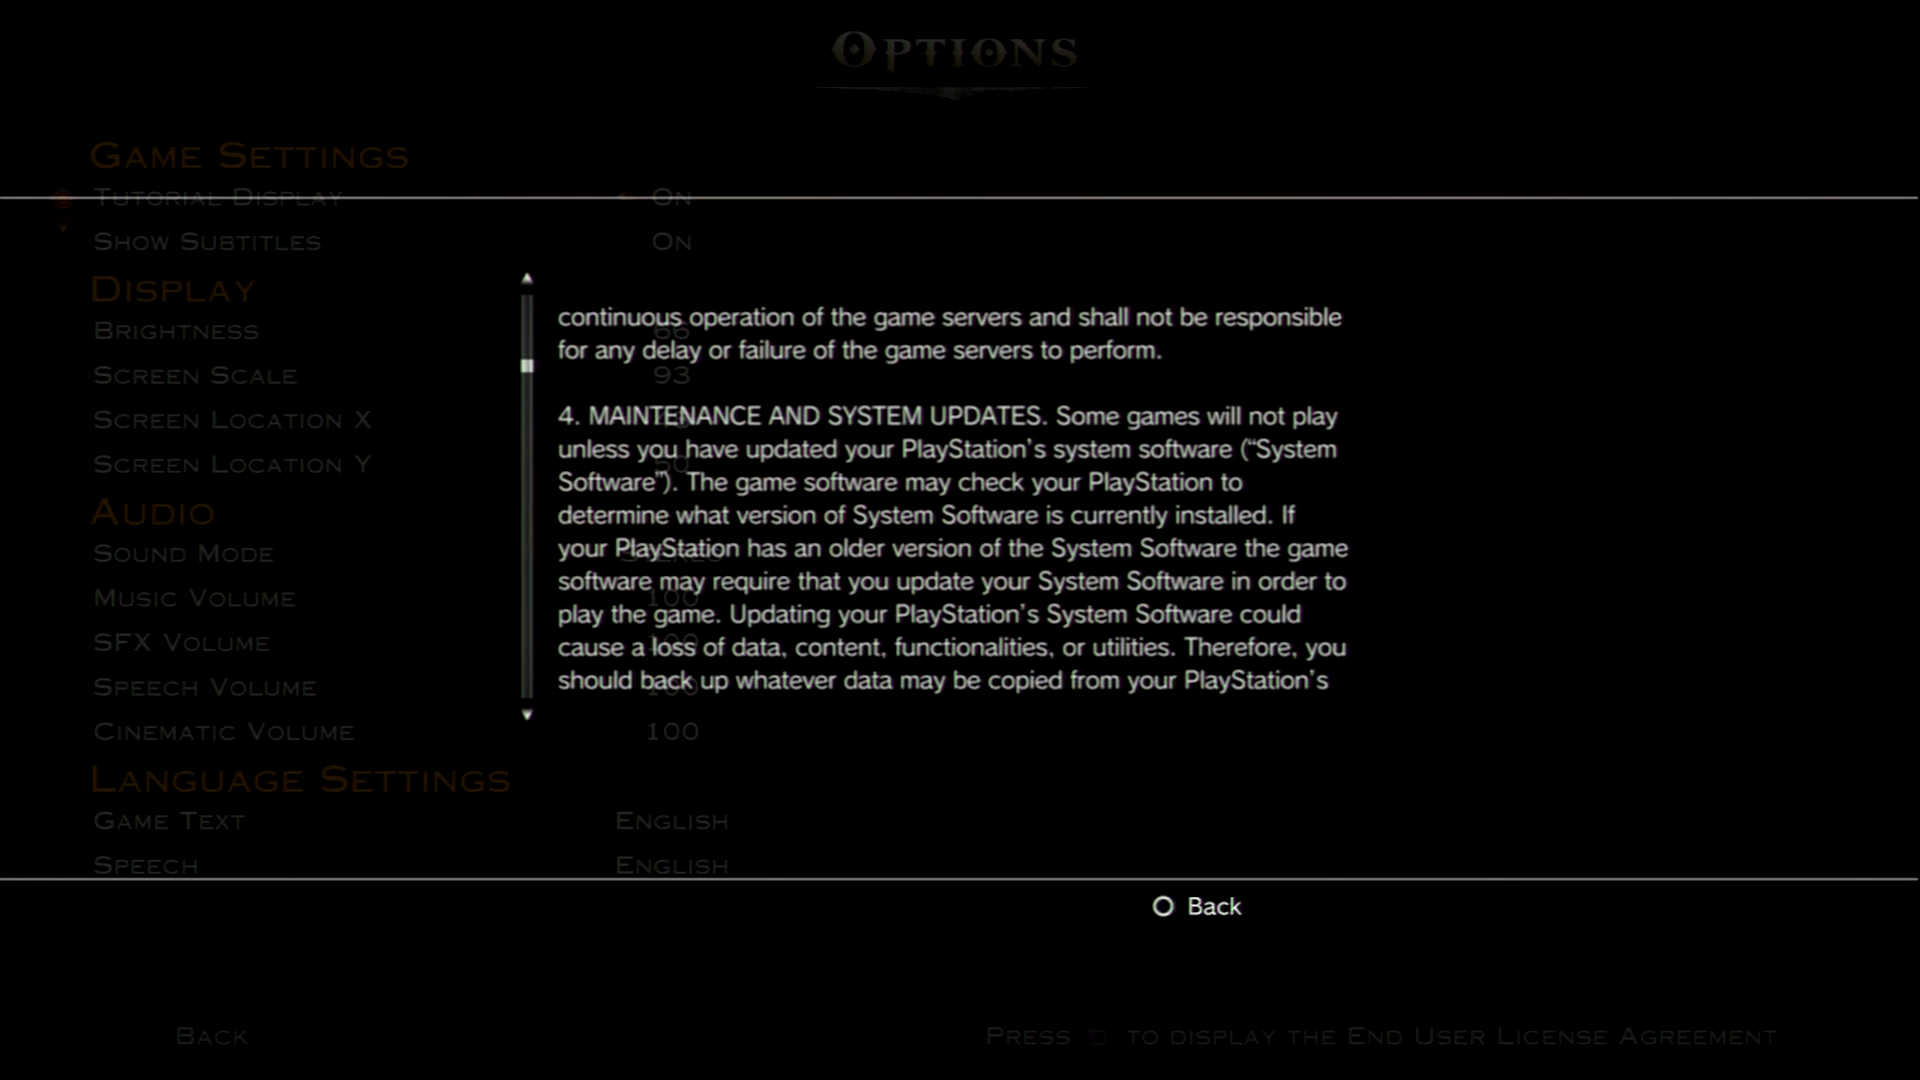 Options
Game Settings
Tutorial Display On
Show Subtitles On
Display
Brightness 66
Screen Scale 93
Screen Location X
Screen Location Y 50
Audio
Sound Mode Stereo
Music Volume 100
SFX Volume 100
Speech Volume 100
Cinematic Volume 100
Language Settings
Game Text English
Speech English
continuous operation of the game servers and shall not be responsible
for any delay or failure of the game servers to perform.
4. MAINTENANCE AND SYSTEM UPDATES. Some games will not play
unless you have updated your PlayStation's system software (“System
Software”). The game software may check your PlayStation to
determine what version of System Software is currently installed. If
your PlayStation has an older version of the System Software the game
software may require that you update your System Software in order to
play the game. Updating your PlayStation's System Software could
cause a loss of data, content, functionalities, or utilities. Therefore, you
should back up whatever data may be copied from your PlayStation's
Back
Back
Press to display the End User License Agreement